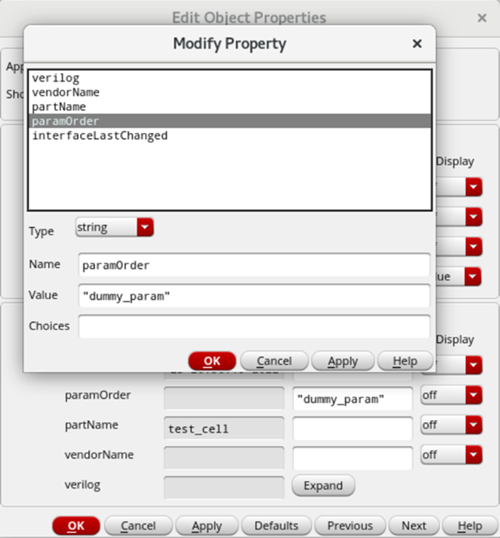 Edit Object Properties
Modify Property
App
Sho
verilog
vendorName
partName
paramOrder
interfaceLastChanged
Display
Type string
Name paramOrder
Value "dummy_param"
Choices
ue
OK Cancel Apply Help
Display
paramOrder "dummy_param" off
partName test_cell off
vendorName off
verilog Expand
OK Cancel Apply Defaults Previous Next Help